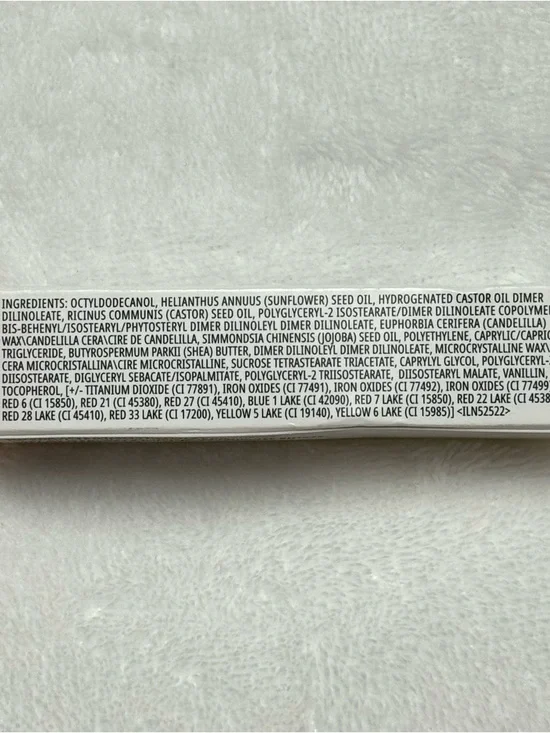 INGREDIENTS: OCTYLDODECANOL, HELIANTHUS ANNUUS (SUNFLOWER) SEED OIL, HYDROGENATED CASTOR OIL DIMER
DILINOLEATE, RICINUS COMMUNIS (CASTOR) SEED OIL, POLYGLYCERYL-2 ISOSTEARATE/DIMER DILINOLEATE COPOLYME
BIS-BEHENYL/ISOSTEARYL/PHYTOSTERYL DIMER DILINOLEYL DIMER DILINOLEATE, EUPHORBIA CERIFERA (CANDELILLA)
WAX\CANDELILLA CERA\CIRE DE CANDELILLA, SIMMONDSIA CHINENSIS (JOJOBA) SEED OIL, POLYETHYLENE, CAPRYLIC/CAPRIC
TRIGLYCERIDE, BUTYROSPERMUM PARKII (SHEA) BUTTER, DIMER DILINOLEYL DIMER DILINOLEATE, MICROCRYSTALLINE WAX\
CERA MICROCRISTALLINA\CIRE MICROCRISTALLINE, SUCROSE TETRASTEARATE TRIACETATE, CAPRYLYL GLYCOL, POLYGLYCERYL-
DIISOSTEARATE, DIGLYCERYL SEBACATE/ISOPALMITATE, POLYGLYCERYL-2 TRIISOSTEARATE, DIISOSTEARYL MALATE, VANILLIN,
TOCOPHEROL, [+/- TITANIUM DIOXIDE (CI 77891), IRON OXIDES (CI 77491), IRON OXIDES (CI 77492), IRON OXIDES (CI 77499
RED 6 (CI 15850), RED 21 (CI 45380), RED 27 (CI 45410), BLUE 1 LAKE (CI 42090), RED 7 LAKE (CI 15850), RED 22 LAKE (CI 4538
RED 28 LAKE (CI 45410), RED 33 LAKE (CI 17200), YELLOW 5 LAKE (CI 19140), YELLOW 6 LAKE (CI 15985)] <ILN52522>